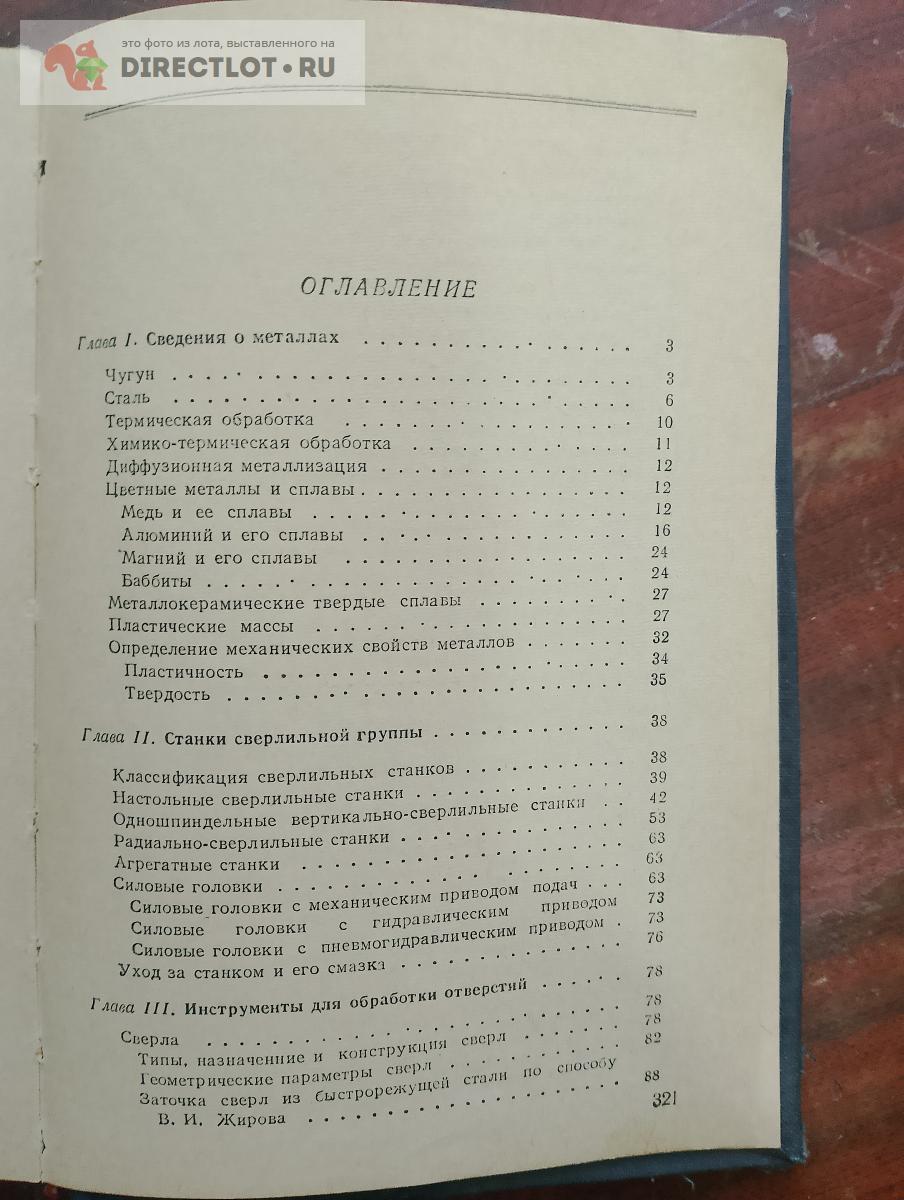 это фото из лота, выставленного на
DIRECTLOT.RU
ОГЛАВЛЕНИЕ
Глава I. Сведения о металлах . . . . . . . . . . . . . . . 3
Чугун . . . . . . . . . . . . . . . . . . . . . 3
Сталь . . . . . . . . . . . . . . . . . . . . . 6
Термическая обработка . . . . . . . . . . . . . 10
Химико-термическая обработка . . . . . . . . . . 11
Диффузионная металлизация . . . . . . . . . . . . 12
Цветные металлы и сплавы . . . . . . . . . . . . . 12
Медь и ее сплавы . . . . . . . . . . . . . . . 12
Алюминий и его сплавы . . . . . . . . . . . . . 16
Магний и его сплавы . . . . . . . . . . . . . . 24
Баббиты . . . . . . . . . . . . . . . . . . . . 24
Металлокерамические твердые сплавы . . . . . . . . 27
Пластические массы . . . . . . . . . . . . . . . 27
Определение механических свойств металлов . . . . . . 32
Пластичность . . . . . . . . . . . . . . . . . 34
Твердость . . . . . . . . . . . . . . . . . . . 35
Глава II. Станки сверлильной группы . . . . . . . . . . 38
Классификация сверлильных станков . . . . . . . . 38
Настольные сверлильные станки . . . . . . . . . . 39
Одношпиндельные вертикально-сверлильные станки . . 42
Радиально-сверлильные станки . . . . . . . . . . . 53
Агрегатные станки . . . . . . . . . . . . . . . 63
Силовые головки . . . . . . . . . . . . . . . . 63
Силовые головки с механическим приводом подач . . . 63
Силовые головки с гидравлическим приводом 73
Силовые головки с пневмогидравлическим приводом . 73
Уход за станком и его смазка . . . . . . . . . . . 76
Глава III. Инструменты для обработки отверстий . . . . . 78
Сверла . . . . . . . . . . . . . . . . . . . . 78
Типы, назначенние и конструкция сверл . . . . . . 78
Геометрические параметры сверл . . . . . . . . . 82
Заточка сверл из быстрорежущей стали по способу
В. И. Жирова . . . . . . . . . . . . . . . . 88
321